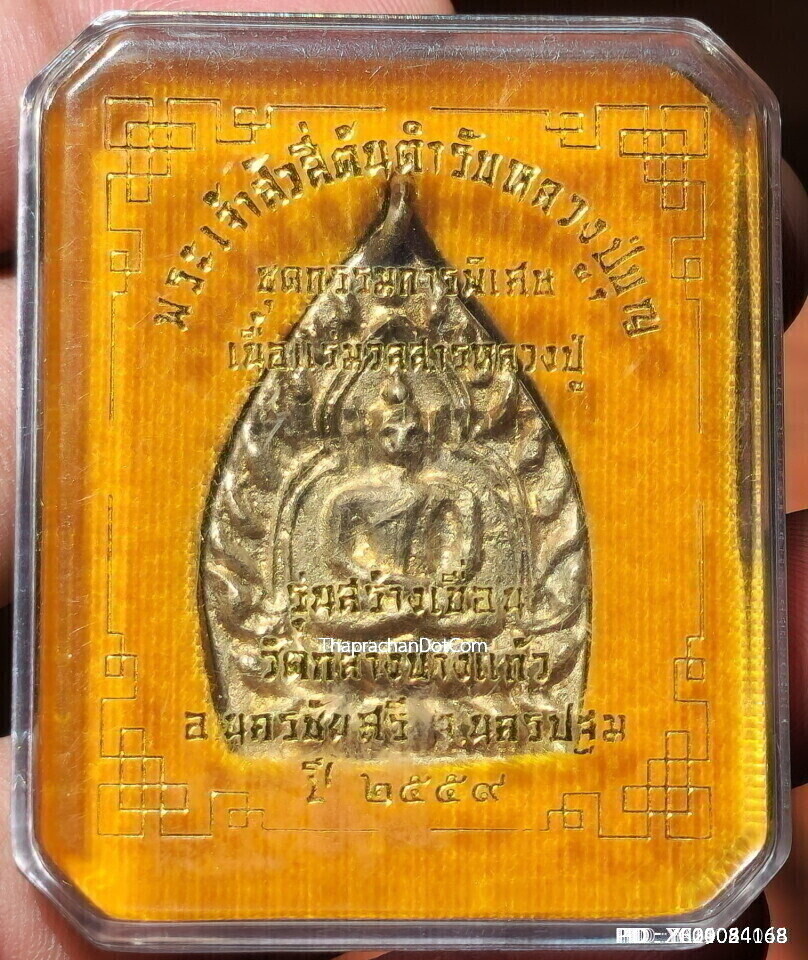 พระเจ้าสัวสี่ต้นตำรับหลวงปู่บุญ
ชุดกรรมการพิเศษ
เนื้อแร่มวลสารหลวงปู่
รุ่นสร้างเขื่อน
ThaprachanDotCom
วัดกลางบางแก้ว
อ.นครชัยศรี จ.นครปฐม
ปี ๒๕๕๙